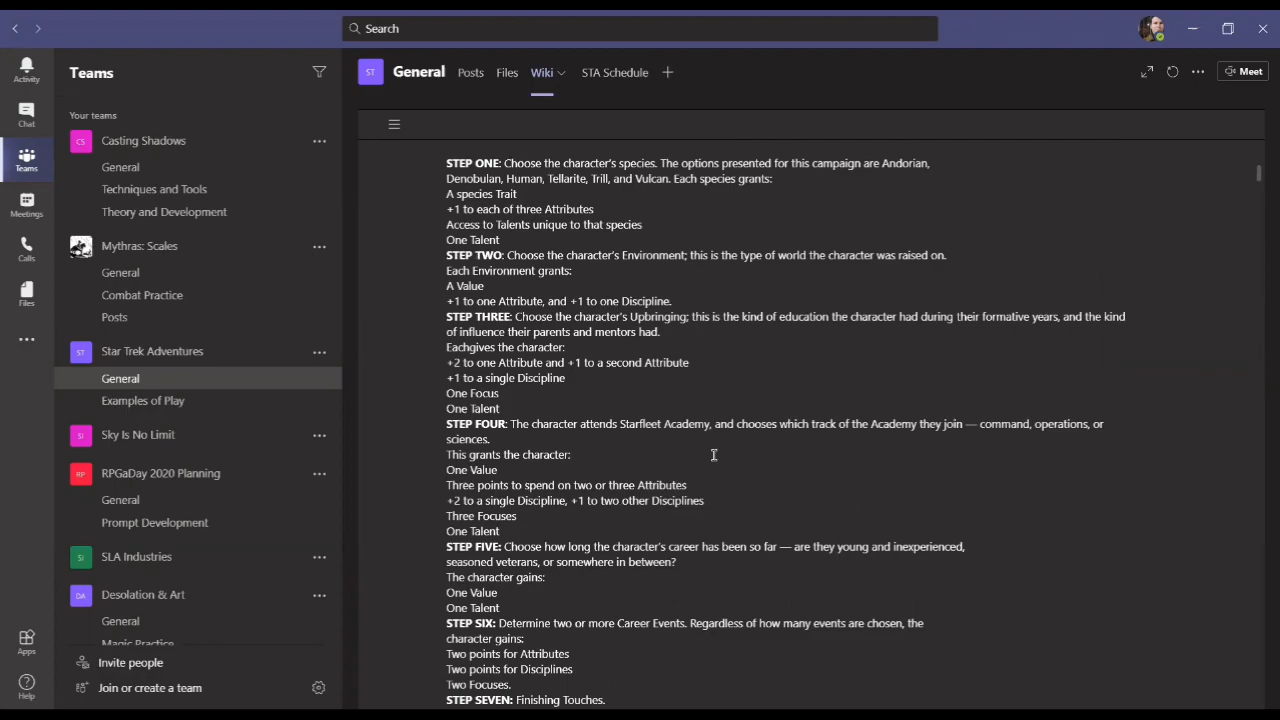 Search
Activity
Chat
Teams
Meetings
Calls
Files
Apps
Help
Teams
Your teams
CS Casting Shadows
General
Techniques and Tools
Theory and Development
Mythras: Scales
General
Combat Practice
Posts
ST Star Trek Adventures
General
Examples of Play
SI Sky Is No Limit
RP RPGaDay 2020 Planning
General
Prompt Development
SI SLA Industries
DA Desolation & Art
General
Magic Practice
Invite people
Join or create a team
ST General Posts Files Wiki STA Schedule
Meet
STEP ONE: Choose the character's species. The options presented for this campaign are Andorian,
Denobulan, Human, Tellarite, Trill, and Vulcan. Each species grants:
A species Trait
+1 to each of three Attributes
Access to Talents unique to that species
One Talent
STEP TWO: Choose the character's Environment; this is the type of world the character was raised on.
Each Environment grants:
A Value
+1 to one Attribute, and +1 to one Discipline.
STEP THREE: Choose the character's Upbringing; this is the kind of education the character had during their formative years, and the kind
of influence their parents and mentors had.
Eachgives the character:
+2 to one Attribute and +1 to a second Attribute
+1 to a single Discipline
One Focus
One Talent
STEP FOUR: The character attends Starfleet Academy, and chooses which track of the Academy they join — command, operations, or
sciences.
This grants the character:
One Value
Three points to spend on two or three Attributes
+2 to a single Discipline, +1 to two other Disciplines
Three Focuses
One Talent
STEP FIVE: Choose how long the character's career has been so far — are they young and inexperienced,
seasoned veterans, or somewhere in between?
The character gains:
One Value
One Talent
STEP SIX: Determine two or more Career Events. Regardless of how many events are chosen, the
character gains:
Two points for Attributes
Two points for Disciplines
Two Focuses.
STEP SEVEN: Finishing Touches.